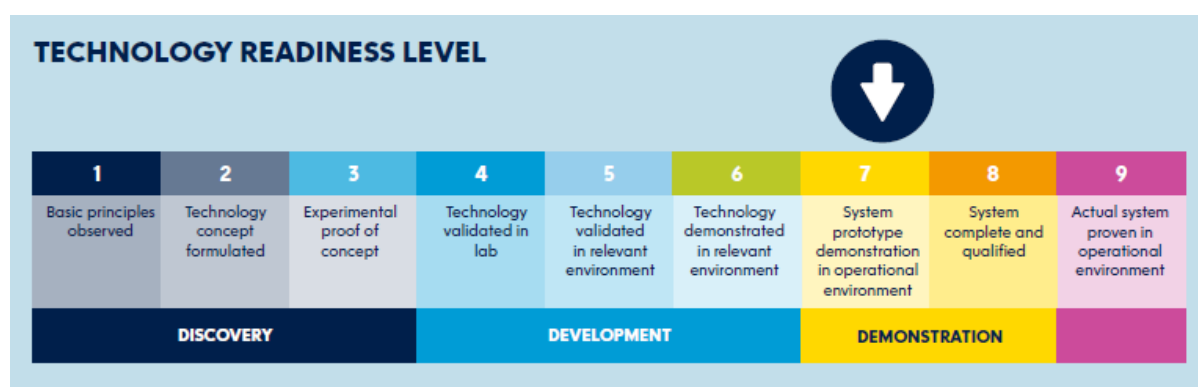 TECHNOLOGY READINESS LEVEL
1
Basic principles
observed
2
Technology
concept
formulated
3
Experimental
proof of
concept
4
Technology
validated in
lab
5
Technology
validated
in relevant
environment
6
Technology
demonstrated
in relevant
environment
7
System
prototype
demonstration
in operational
environment
8
System
complete and
qualified
9
Actual system
proven in
operational
environment
DISCOVERY
DEVELOPMENT
DEMONSTRATION